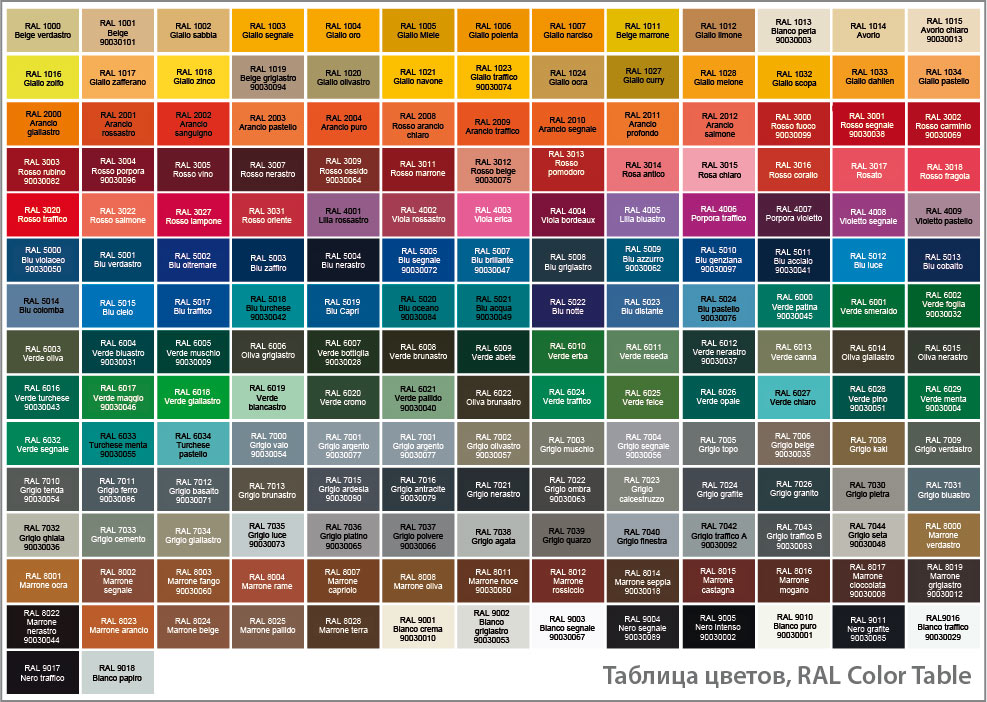 RAL 1000
Beige verdastro
RAL 1001
Beige
90030101
RAL 1002
Giallo sabbia
RAL 1003
Giallo segnale
RAL 1004
Giallo oro
RAL 1005
Giallo Miele
RAL 1006
Giallo polenta
RAL 1007
Giallo narciso
RAL 1011
Beige marrone
RAL 1012
Giallo limone
RAL 1013
Bianco perla
90030003
RAL 1014
Avorio
RAL 1015
Avorio chiaro
90030013
RAL 1016
Giallo zolfo
RAL 1017
Giallo zafferano
RAL 1018
Giallo zinco
RAL 1019
Beige grigiastro
90030094
RAL 1020
Giallo olivastro
RAL 1021
Giallo navone
RAL 1023
Giallo traffico
90030074
RAL 1024
Giallo ocra
RAL 1027
Giallo curry
RAL 1028
Giallo melone
RAL 1032
Giallo scopa
RAL 1033
Giallo dahlien
RAL 1034
Giallo pastello
RAL 2000
Arancio
giallastro
RAL 2001
Arancio
rossastro
RAL 2002
Arancio
sanguigno
RAL 2003
Arancio pastello
RAL 2004
Arancio puro
RAL 2008
Rosso arancio
chiaro
RAL 2009
Arancio traffico
RAL 2010
Arancio segnale
RAL 2011
Arancio
profondo
RAL 2012
Arancio
salmone
RAL 3000
Rosso fuoco
90030099
RAL 3001
Rosso segnale
90030038
RAL 3002
Rosso carminio
90030069
RAL 3003
Rosso rubino
90030082
RAL 3004
Rosso porpora
90030096
RAL 3005
Rosso vino
RAL 3007
Rosso nerastro
RAL 3009
Rosso ossido
90030064
RAL 3011
Rosso marrone
RAL 3012
Rosso beige
90030075
RAL 3013
Rosso
pomodoro
RAL 3014
Rosa antico
RAL 3015
Rosa chiaro
RAL 3016
Rosso corallo
RAL 3017
Rosato
RAL 3018
Rosso fragola
RAL 3020
Rosso traffico
RAL 3022
Rosso salmone
RAL 3027
Rosso lampone
RAL 3031
Rosso oriente
RAL 4001
Lilla rossastro
RAL 4002
Viola rossastro
RAL 4003
Viola erica
RAL 4004
Viola bordeaux
RAL 4005
Lilla bluastro
RAL 4006
Porpora traffico
RAL 4007
Porpora violetto
RAL 4008
Violetto segnale
RAL 4009
Violetto pastello
RAL 5000
Blu violaceo
90030050
RAL 5001
Blu verdastro
RAL 5002
Blu oltremare
RAL 5003
Blu zaffiro
RAL 5004
Blu nerastro
RAL 5005
Blu segnale
90030072
RAL 5007
Blu brillante
90030047
RAL 5008
Blu grigiastro
RAL 5009
Blu azzurro
90030062
RAL 5010
Blu genziana
90030097
RAL 5011
Blu acciaio
90030041
RAL 5012
Blu luce
RAL 5013
Blu cobalto
RAL 5014
Blu colomba
RAL 5015
Blu cielo
RAL 5017
Blu traffico
RAL 5018
Blu turchese
90030042
RAL 5019
Blu Capri
RAL 5020
Blu oceano
90030084
RAL 5021
Blu acqua
90030049
RAL 5022
Blu notte
RAL 5023
Blu distante
RAL 5024
Blu pastello
90030076
RAL 6000
Verde patina
90030045
RAL 6001
Verde smeraldo
RAL 6002
Verde foglia
90030032
RAL 6003
Verde oliva
RAL 6004
Verde bluastro
90030031
RAL 6005
Verde muschio
90030009
RAL 6006
Oliva grigiastro
RAL 6007
Verde bottiglia
90030028
RAL 6008
Verde brunastro
RAL 6009
Verde abete
RAL 6010
Verde erba
RAL 6011
Verde reseda
RAL 6012
Verde nerastro
90030037
RAL 6013
Verde canna
RAL 6014
Oliva giallastro
RAL 6015
Oliva nerastro
RAL 6016
Verde turchese
90030043
RAL 6017
Verde maggio
90030046
RAL 6018
Verde giallastro
RAL 6019
Verde
biancastro
RAL 6020
Verde cromo
RAL 6021
Verde pallido
90030040
RAL 6022
Oliva brunastro
RAL 6024
Verde traffico
RAL 6025
Verde felce
RAL 6026
Verde opale
RAL 6027
Verde chiaro
RAL 6028
Verde pino
90030051
RAL 6029
Verde menta
90030004
RAL 6032
Verde segnale
RAL 6033
Turchese menta
90030055
RAL 6034
Turchese
pastello
RAL 7000
Grigio vaio
90030054
RAL 7001
Grigio argento
90030077
RAL 7001
Grigio argento
90030077
RAL 7002
Grigio olivastro
90030057
RAL 7003
Grigio muschio
RAL 7004
Grigio segnale
90030056
RAL 7005
Grigio topo
RAL 7006
Grigio beige
90030035
RAL 7008
Grigio kaki
RAL 7009
Grigio verdastro
RAL 7010
Grigio tenda
90030054
RAL 7011
Grigio ferro
90030086
RAL 7012
Grigio basalto
90030071
RAL 7013
Grigio brunastro
RAL 7015
Grigio ardesia
90030090
RAL 7016
Grigio antracite
90030079
RAL 7021
Grigio nerastro
RAL 7022
Grigio ombra
90030063
RAL 7023
Grigio
calcestruzzo
RAL 7024
Grigio grafite
RAL 7026
Grigio granito
RAL 7030
Grigio pietra
RAL 7031
Grigio bluastro
RAL 7032
Grigio ghiaia
90030036
RAL 7033
Grigio cemento
RAL 7034
Grigio giallastro
RAL 7035
Grigio luce
90030073
RAL 7036
Grigio platino
90030065
RAL 7037
Grigio polvere
90030066
RAL 7038
Grigio agata
RAL 7039
Grigio quarzo
RAL 7040
Grigio finestra
RAL 7042
Grigio traffico A
90030092
RAL 7043
Grigio traffico B
90030083
RAL 7044
Grigio seta
90030048
RAL 8000
Marrone
verdastro
RAL 8001
Marrone ocra
RAL 8002
Marrone
segnale
RAL 8003
Marrone fango
90030060
RAL 8004
Marrone rame
RAL 8007
Marrone
capriolo
RAL 8008
Marrone oliva
RAL 8011
Marrone noce
90030080
RAL 8012
Marrone
rossiccio
RAL 8014
Marrone seppia
90030018
RAL 8015
Marrone
castagna
RAL 8016
Marrone
mogano
RAL 8017
Marrone
cioccolata
90030008
RAL 8019
Marrone
grigiastro
90030012
RAL 8022
Marrone
nerastro
90030044
RAL 8023
Marrone arancio
RAL 8024
Marrone beige
RAL 8025
Marrone pallido
RAL 8028
Marrone terra
RAL 9001
Bianco crema
90030010
RAL 9002
Bianco
grigiastro
90030053
RAL 9003
Bianco segnale
90030067
RAL 9004
Nero segnale
90030089
RAL 9005
Nero intenso
90030002
RAL 9010
Bianco puro
90030001
RAL 9011
Nero grafite
90030085
RAL9016
Bianco traffico
90030029
RAL 9017
Nero traffico
RAL 9018
Bianco papiro
Таблица цветов, RAL Color Table